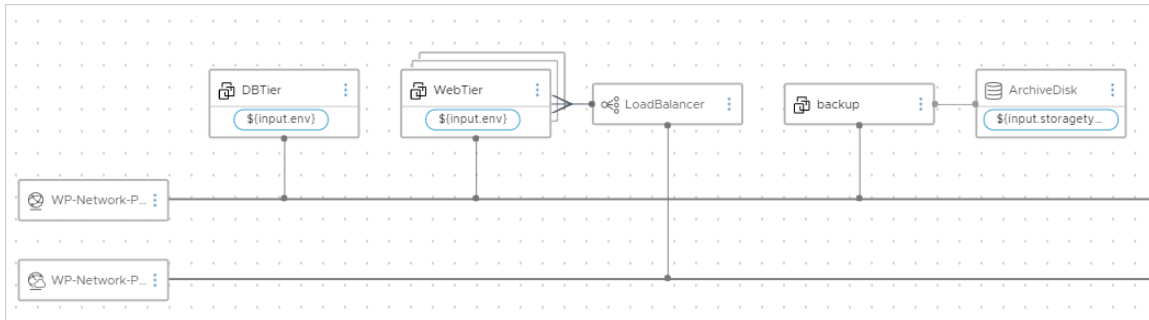 DBTier
${input.env}
WebTier
${input.env}
LoadBalancer
backup
ArchiveDisk
${input.storagety...
WP-Network-P...
WP-Network-P...